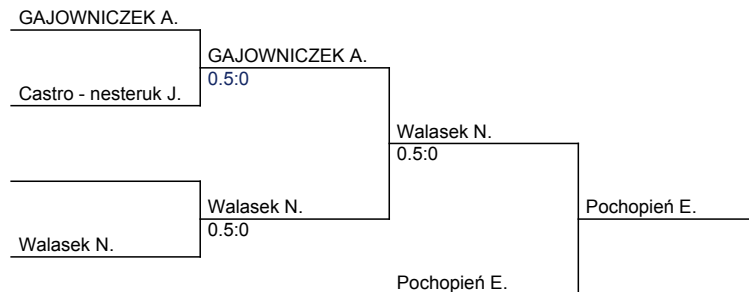 GAJOWNICZEK A.
GAJOWNICZEK A.
0.5:0
Castro - nesteruk J.
Walasek N.
0.5:0
Walasek N.
0.5:0
Pochopień E.
Walasek N.
Pochopień E.